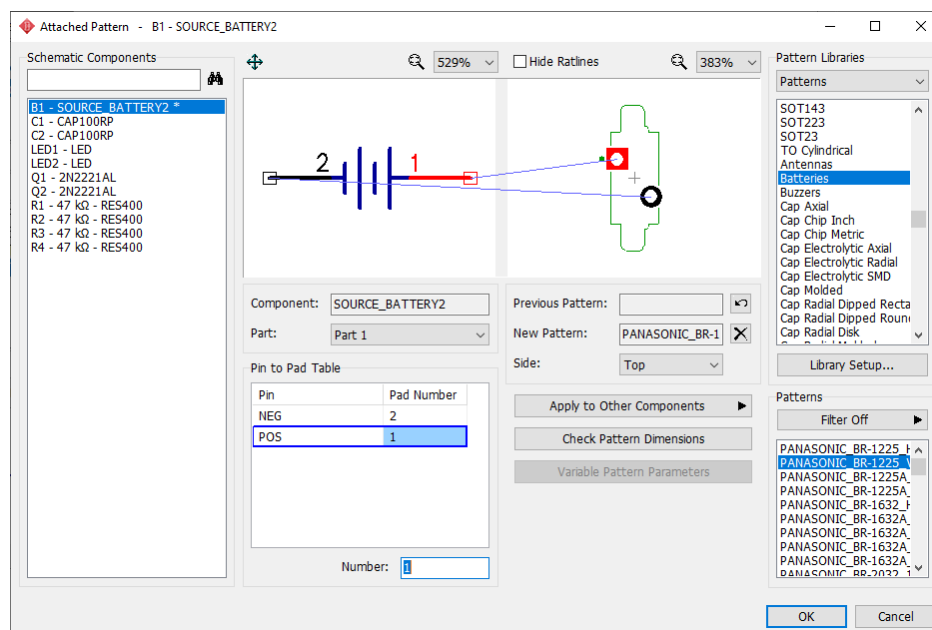 Attached Pattern - B1 - SOURCE_BATTERY2
Schematic Components
B1 - SOURCE_BATTERY2 *
C1 - CAP100RP
C2 - CAP100RP
LED1 - LED
LED2 - LED
Q1 - 2N2221AL
Q2 - 2N2221AL
R1 - 47 kΩ - RES400
R2 - 47 kΩ - RES400
R3 - 47 kΩ - RES400
R4 - 47 kΩ - RES400
529%
Hide Ratlines
383%
2
1
Component: SOURCE_BATTERY2
Part: Part 1
Pin to Pad Table
Pin Pad Number
NEG 2
POS 1
Number: 1
Previous Pattern:
New Pattern: PANASONIC_BR-1
Side: Top
Apply to Other Components
Check Pattern Dimensions
Variable Pattern Parameters
Pattern Libraries
Patterns
SOT143
SOT223
SOT23
TO Cylindrical
Antennas
Batteries
Buzzers
Cap Axial
Cap Chip Inch
Cap Chip Metric
Cap Electrolytic Axial
Cap Electrolytic Radial
Cap Electrolytic SMD
Cap Molded
Cap Radial Dipped Recta
Cap Radial Dipped Roun
Cap Radial Disk
Library Setup...
Patterns
Filter Off
PANASONIC_BR-1225_H
PANASONIC_BR-1225_V
PANASONIC_BR-1225A_
PANASONIC_BR-1225A_
PANASONIC_BR-1632_H
PANASONIC_BR-1632A_
PANASONIC_BR-1632A_
PANASONIC_BR-1632A_
PANASONIC_BR-1632A_
PANASONIC_BR-2032_1
OK
Cancel